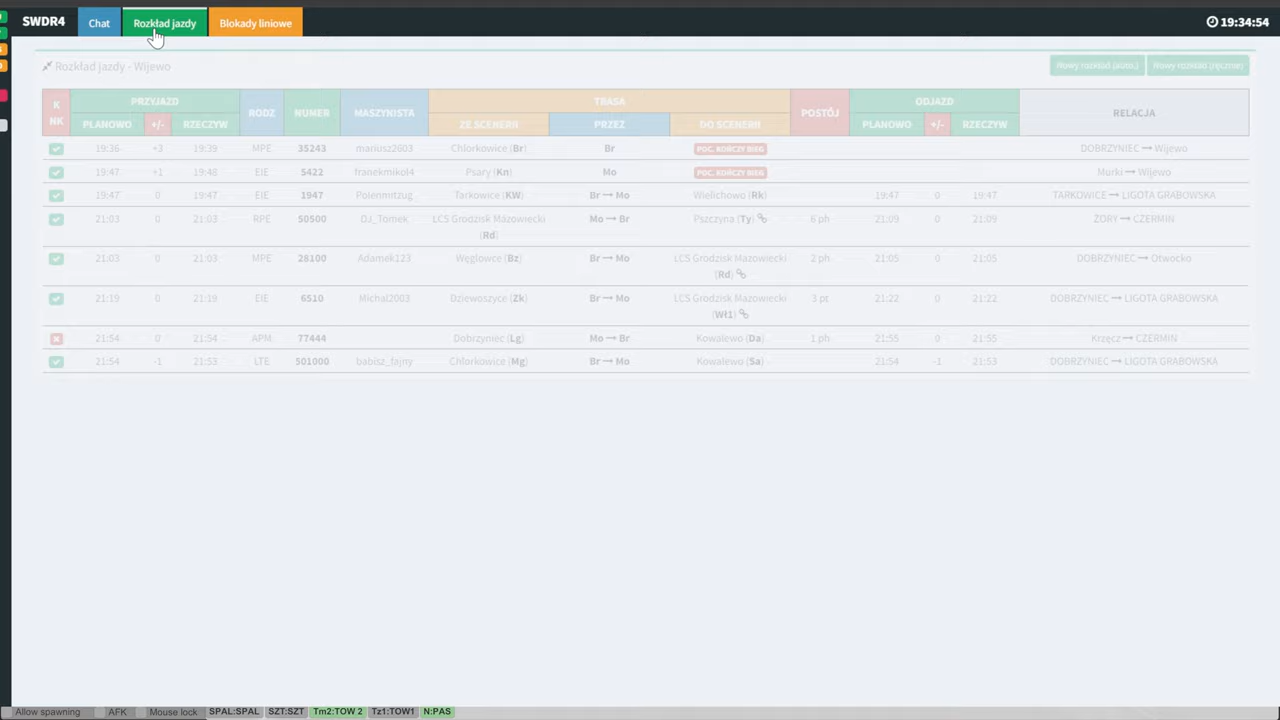 SWDR4 Chat Rozkład jazdy Blokady liniowe 19:34:54
Rozkład jazdy - Wijewo Nowy rozkład (auto.) Nowy rozkład (ręcznie)
K NK PRZYJAZD RODZ NUMER MASZYNISTA TRASA POSTÓJ ODJAZD RELACJA
PLANOWO +/- RZECZYW ZE SCENERII PRZEZ DO SCENERII PLANOWO +/- RZECZYW
19:36 +3 19:39 MPE 35243 mariusz2003 Chlorkowice (Br) Br POC. KOŃCZY BIEG DOBRZYNIEC → Wijewo
19:47 +1 19:48 EIE 5422 franekmikol4 Psary (Kn) Mo POC. KOŃCZY BIEG Murki → Wijewo
19:47 0 19:47 EIE 1947 Polenmitzug Tarkowice (KW) Br → Mo Wielichowo (Rk) 19:47 0 19:47 TARKOWICE → LIGOTA GRABOWSKA
21:03 0 21:03 RPE 50500 DJ_Tomek LCS Grodzisk Mazowiecki (Rd) Mo → Br Pszczyna (Ty) 6 ph 21:09 0 21:09 ŻORY → CZERMIN
21:03 0 21:03 MPE 28100 Adamek123 Węglowce (Bz) Br → Mo LCS Grodzisk Mazowiecki (Rd) 2 ph 21:05 0 21:05 DOBRZYNIEC → Otwocko
21:19 0 21:19 EIE 6510 Michal2003 Dziewoszyce (Zk) Br → Mo LCS Grodzisk Mazowiecki (Wł1) 3 pt 21:22 0 21:22 DOBRZYNIEC → LIGOTA GRABOWSKA
21:54 0 21:54 APM 77444 Dobrzyniec (Lg) Mo → Br Kowalewo (Da) 1 ph 21:55 0 21:55 Krzęcz → CZERMIN
21:54 -1 21:53 LTE 501000 babisz_fajny Chlorkowice (Mg) Br → Mo Kowalewo (Sa) 21:54 -1 21:53 DOBRZYNIEC → LIGOTA GRABOWSKA
Allow spawning AFK Mouse lock SPAL:SPAL SZT:SZT Tm2:TOW 2 Tz1:TOW1 N:PAS